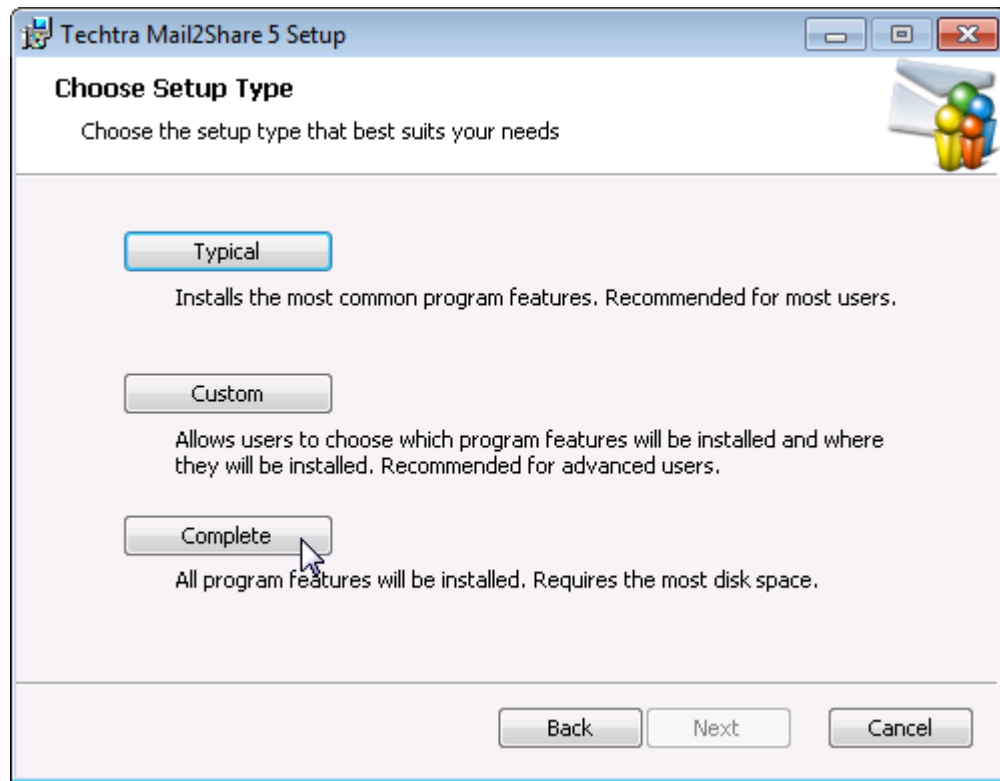 Techtra Mail2Share 5 Setup
Choose Setup Type
Choose the setup type that best suits your needs
Typical
Installs the most common program features. Recommended for most users.
Custom
Allows users to choose which program features will be installed and where
they will be installed. Recommended for advanced users.
Complete
All program features will be installed. Requires the most disk space.
Back Next Cancel